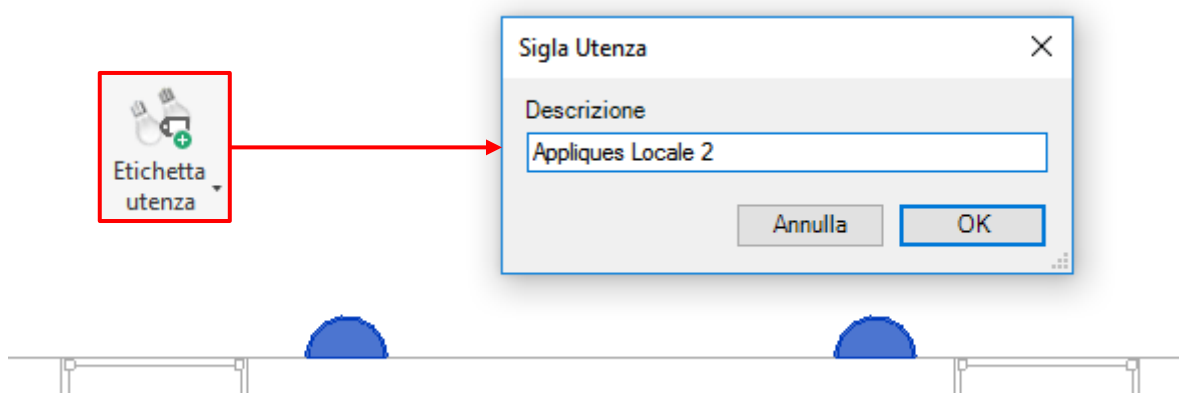 Sigla Utenza
Etichetta
utenza
Descrizione
Appliques Locale 2
Annulla
OK